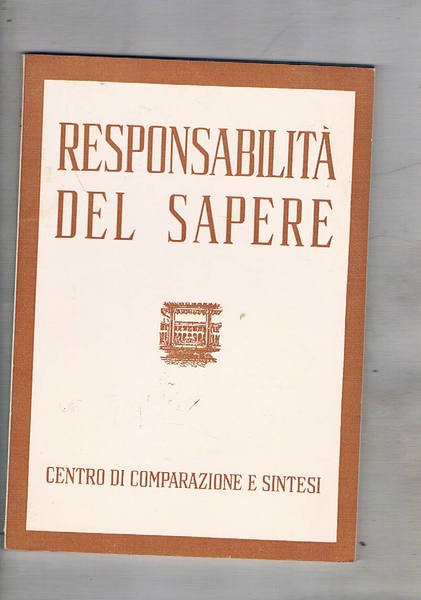 RESPONSABILITÀ
DEL SAPERE
CENTRO DI COMPARAZIONE E SINTESI